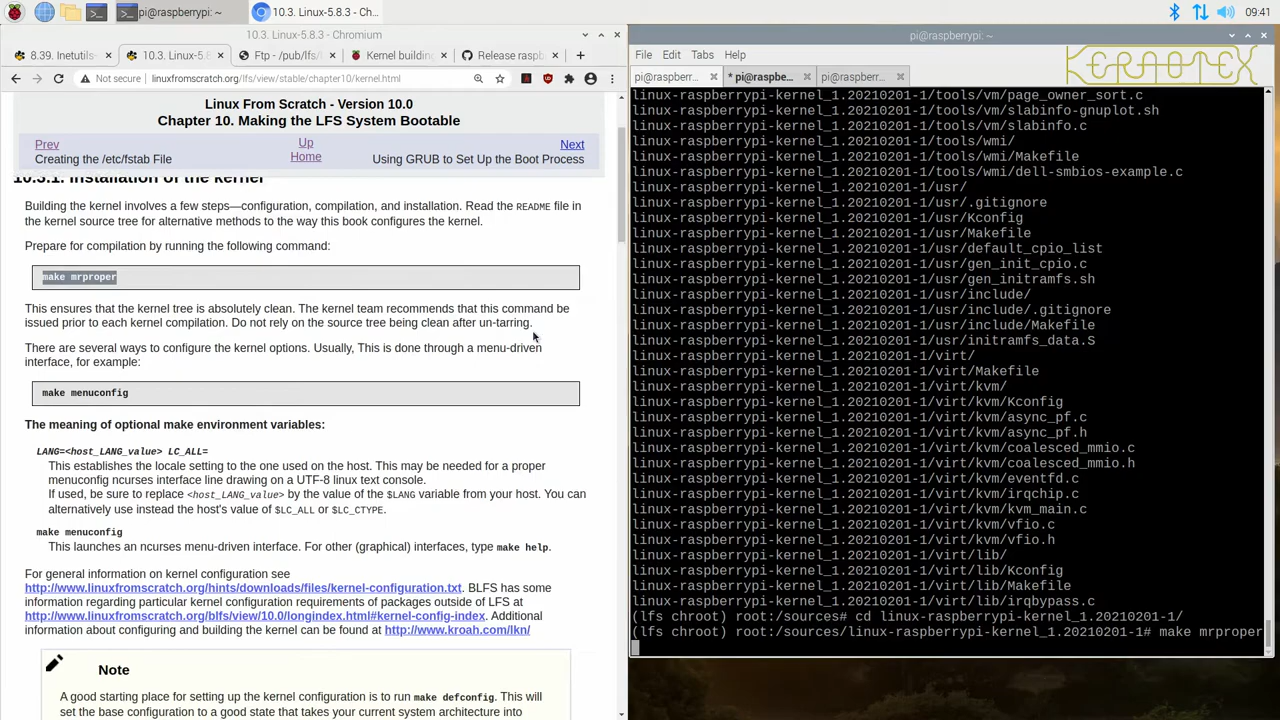 pi@raspberrypi: ~
10.3. Linux-5.8.3 - Ch...
09:41
10.3. Linux-5.8.3 - Chromium
8.39. Inetutils-
10.3. Linux-5.8
Ftp - /pub/lfs/
Kernel building
Release raspb
Not secure | linuxfromscratch.org/lfs/view/stable/chapter10/kernel.html
Linux From Scratch - Version 10.0
Chapter 10. Making the LFS System Bootable
Prev
Up
Next
Creating the /etc/fstab File
Home
Using GRUB to Set Up the Boot Process
10.3.1. Installation of the kernel
Building the kernel involves a few steps—configuration, compilation, and installation. Read the README file in
the kernel source tree for alternative methods to the way this book configures the kernel.
Prepare for compilation by running the following command:
make mrproper
This ensures that the kernel tree is absolutely clean. The kernel team recommends that this command be
issued prior to each kernel compilation. Do not rely on the source tree being clean after un-tarring.
There are several ways to configure the kernel options. Usually, This is done through a menu-driven
interface, for example:
make menuconfig
The meaning of optional make environment variables:
LANG=<host_LANG_value> LC_ALL=
This establishes the locale setting to the one used on the host. This may be needed for a proper
menuconfig ncurses interface line drawing on a UTF-8 linux text console.
If used, be sure to replace <host_LANG_value> by the value of the $LANG variable from your host. You can
alternatively use instead the host's value of $LC_ALL or $LC_CTYPE.
make menuconfig
This launches an ncurses menu-driven interface. For other (graphical) interfaces, type make help.
For general information on kernel configuration see
http://www.linuxfromscratch.org/hints/downloads/files/kernel-configuration.txt. BLFS has some
information regarding particular kernel configuration requirements of packages outside of LFS at
http://www.linuxfromscratch.org/blfs/view/10.0/longindex.html#kernel-config-index. Additional
information about configuring and building the kernel can be found at http://www.kroah.com/lkn/
Note
A good starting place for setting up the kernel configuration is to run make defconfig. This will
set the base configuration to a good state that takes your current system architecture into
pi@raspberrypi: ~
File Edit Tabs Help
KERNOTEX
pi@raspberr...
* pi@raspbe...
pi@raspberr...
linux-raspberrypi-kernel_1.20210201-1/tools/vm/page_owner_sort.c
linux-raspberrypi-kernel_1.20210201-1/tools/vm/slabinfo-gnuplot.sh
linux-raspberrypi-kernel_1.20210201-1/tools/vm/slabinfo.c
linux-raspberrypi-kernel_1.20210201-1/tools/wmi/
linux-raspberrypi-kernel_1.20210201-1/tools/wmi/Makefile
linux-raspberrypi-kernel_1.20210201-1/tools/wmi/dell-smbios-example.c
linux-raspberrypi-kernel_1.20210201-1/usr/
linux-raspberrypi-kernel_1.20210201-1/usr/.gitignore
linux-raspberrypi-kernel_1.20210201-1/usr/Kconfig
linux-raspberrypi-kernel_1.20210201-1/usr/Makefile
linux-raspberrypi-kernel_1.20210201-1/usr/default_cpio_list
linux-raspberrypi-kernel_1.20210201-1/usr/gen_init_cpio.c
linux-raspberrypi-kernel_1.20210201-1/usr/gen_initramfs.sh
linux-raspberrypi-kernel_1.20210201-1/usr/include/
linux-raspberrypi-kernel_1.20210201-1/usr/include/.gitignore
linux-raspberrypi-kernel_1.20210201-1/usr/include/Makefile
linux-raspberrypi-kernel_1.20210201-1/usr/initramfs_data.S
linux-raspberrypi-kernel_1.20210201-1/virt/
linux-raspberrypi-kernel_1.20210201-1/virt/Makefile
linux-raspberrypi-kernel_1.20210201-1/virt/kvm/
linux-raspberrypi-kernel_1.20210201-1/virt/kvm/Kconfig
linux-raspberrypi-kernel_1.20210201-1/virt/kvm/async_pf.c
linux-raspberrypi-kernel_1.20210201-1/virt/kvm/async_pf.h
linux-raspberrypi-kernel_1.20210201-1/virt/kvm/coalesced_mmio.c
linux-raspberrypi-kernel_1.20210201-1/virt/kvm/coalesced_mmio.h
linux-raspberrypi-kernel_1.20210201-1/virt/kvm/eventfd.c
linux-raspberrypi-kernel_1.20210201-1/virt/kvm/irqchip.c
linux-raspberrypi-kernel_1.20210201-1/virt/kvm/kvm_main.c
linux-raspberrypi-kernel_1.20210201-1/virt/kvm/vfio.c
linux-raspberrypi-kernel_1.20210201-1/virt/kvm/vfio.h
linux-raspberrypi-kernel_1.20210201-1/virt/lib/
linux-raspberrypi-kernel_1.20210201-1/virt/lib/Kconfig
linux-raspberrypi-kernel_1.20210201-1/virt/lib/Makefile
linux-raspberrypi-kernel_1.20210201-1/virt/lib/irqbypass.c
(lfs chroot) root:/sources# cd linux-raspberrypi-kernel_1.20210201-1/
(lfs chroot) root:/sources/linux-raspberrypi-kernel_1.20210201-1# make mrproper